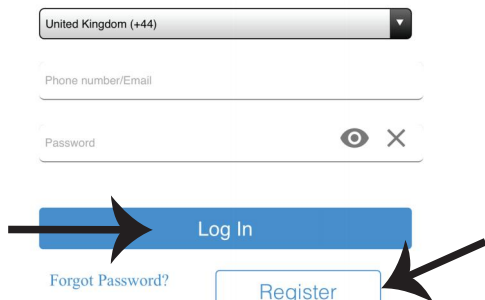 United Kingdom (+44)
Phone number/Email
Password
Log In
Forgot Password?
Register